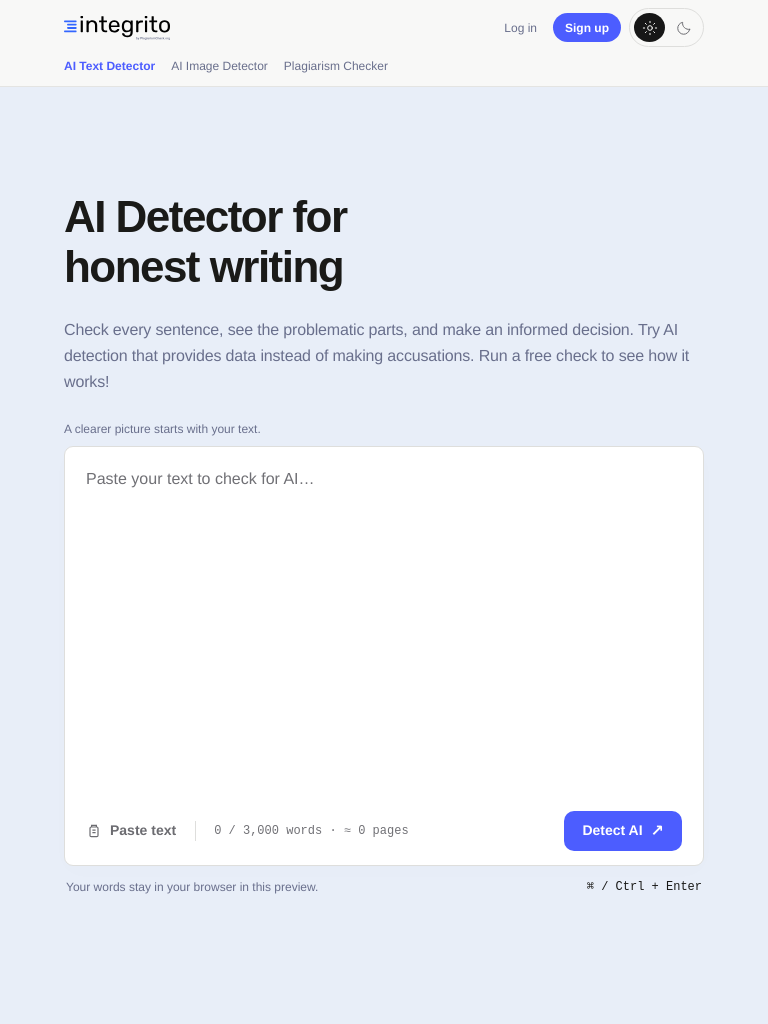 integrito
Log in
Sign up
AI Text Detector
AI Image Detector
Plagiarism Checker
AI Detector for
honest writing
Check every sentence, see the problematic parts, and make an informed decision. Try AI
detection that provides data instead of making accusations. Run a free check to see how it
works!
A clearer picture starts with your text.
Paste your text to check for AI…
Paste text
0 / 3,000 words · ≈ 0 pages
Detect AI ↗
Your words stay in your browser in this preview.
⌘ / Ctrl + Enter